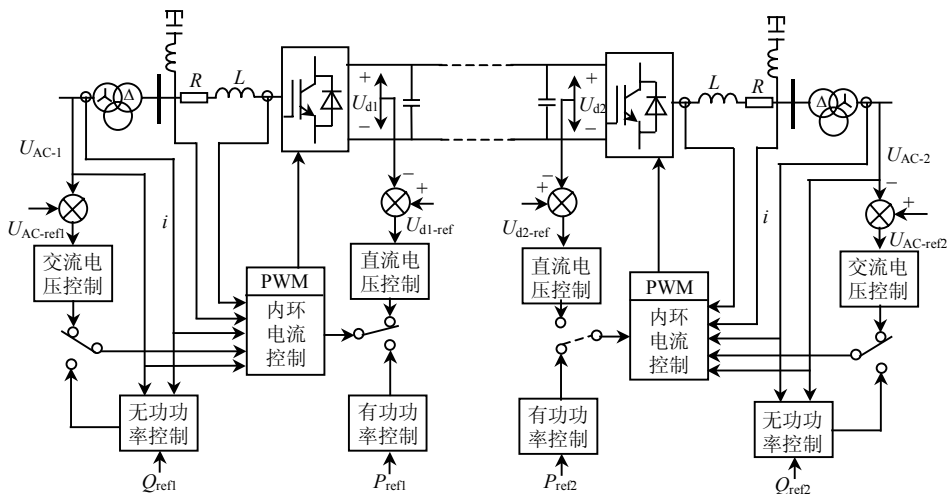 Δ
R
L
+
U_d1
−
+
U_d2
−
L
R
Δ
U_AC-1
i
U_AC-ref1
−
+
U_d1-ref
−
+
U_d2-ref
i
U_AC-2
−
+
U_AC-ref2
交流电
压控制
PWM
内环
电流
控制
直流电
压控制
直流电
压控制
PWM
内环
电流
控制
交流电
压控制
无功功
率控制
有功功
率控制
有功功
率控制
无功功
率控制
Q_ref1
P_ref1
P_ref2
Q_ref2